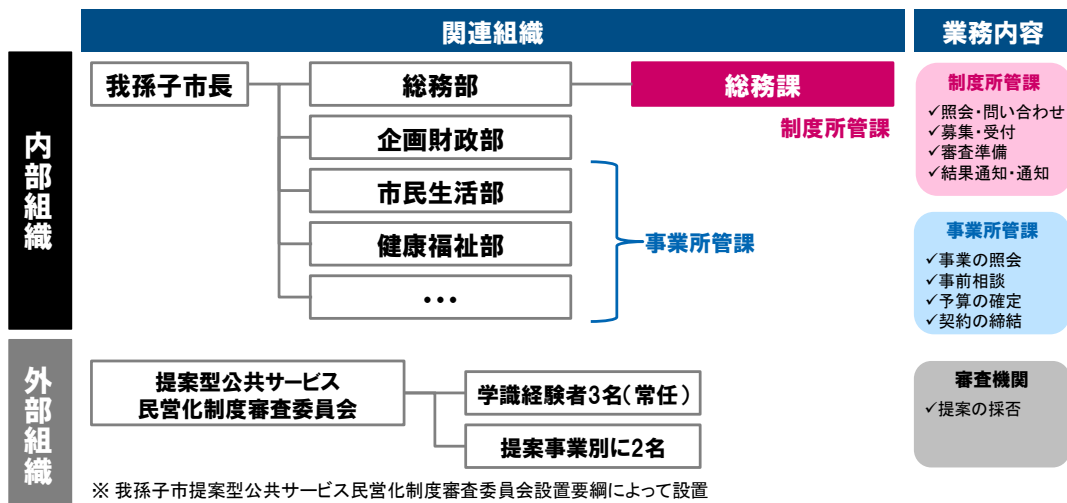 関連組織
業務内容
内部組織
我孫子市長
総務部
総務課
制度所管課
企画財政部
市民生活部
健康福祉部
・・・
事業所管課
制度所管課
✓照会・問い合わせ
✓募集・受付
✓審査準備
✓結果通知・通知
事業所管課
✓事業の照会
✓事前相談
✓予算の確定
✓契約の締結
外部組織
提案型公共サービス
民営化制度審査委員会
学識経験者3名(常任)
提案事業別に2名
審査機関
✓提案の採否
※ 我孫子市提案型公共サービス民営化制度審査委員会設置要綱によって設置